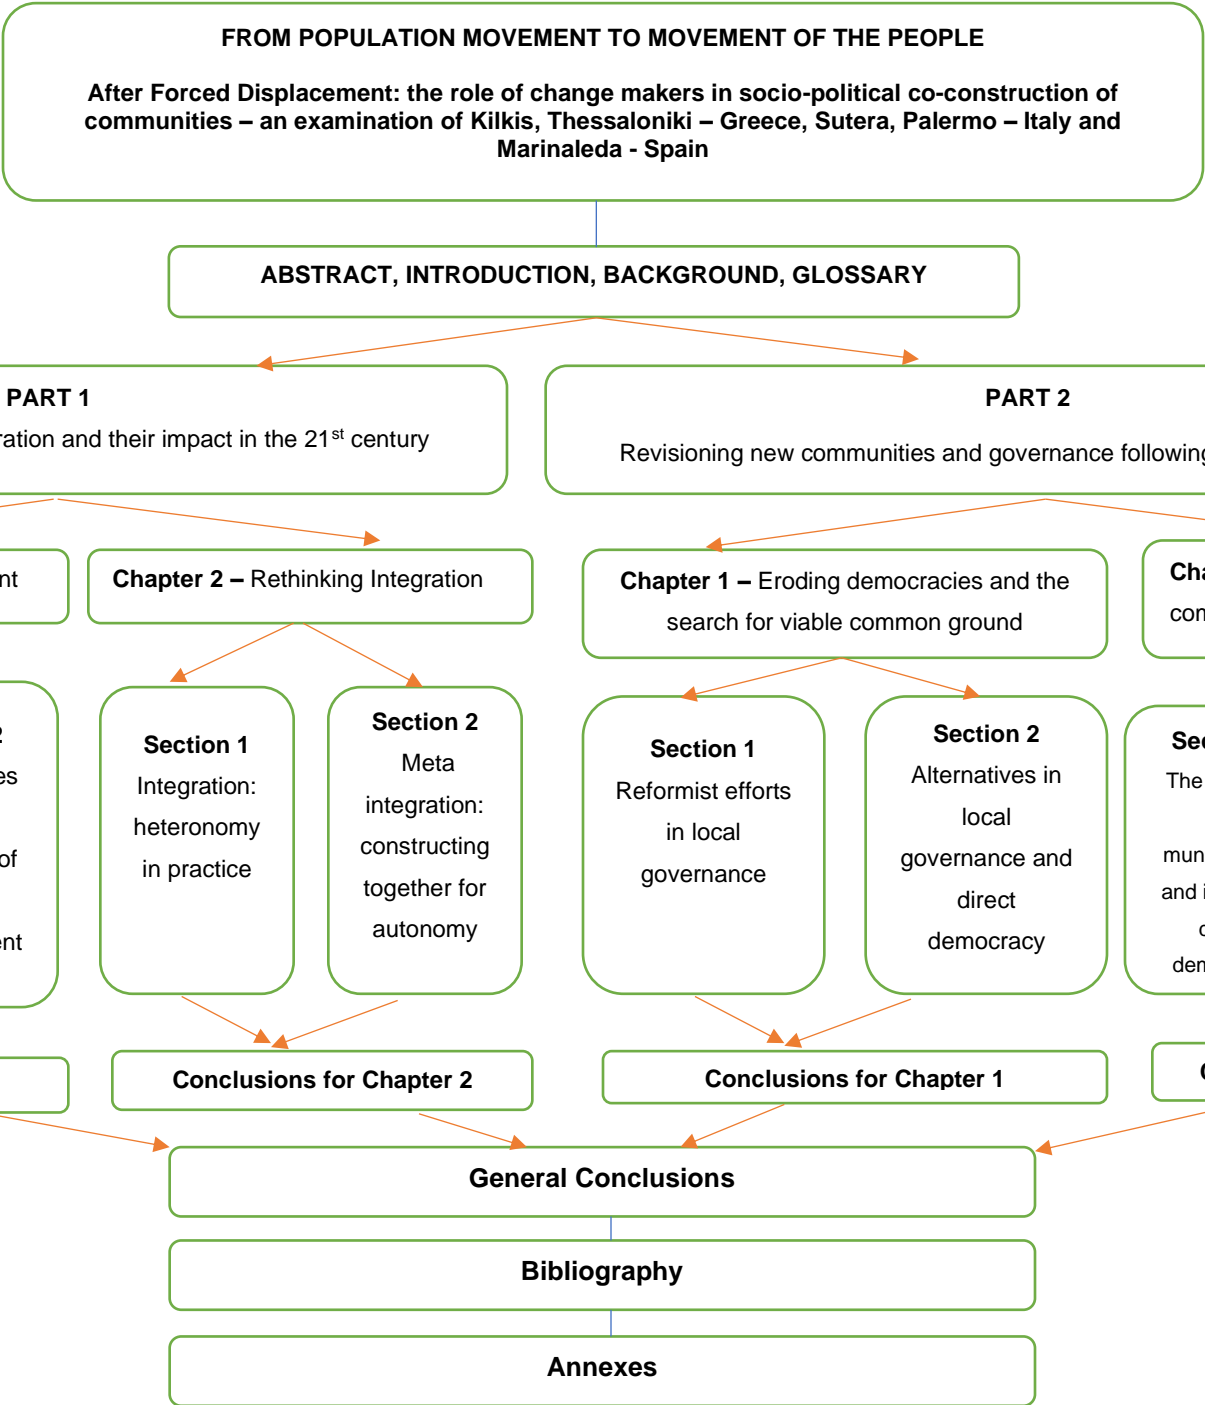 FROM POPULATION MOVEMENT TO MOVEMENT OF THE PEOPLE
After Forced Displacement: the role of change makers in socio-political co-construction of
communities – an examination of Kilkis, Thessaloniki – Greece, Sutera, Palermo – Italy and
Marinaleda - Spain
ABSTRACT, INTRODUCTION, BACKGROUND, GLOSSARY
PART 1
and their impact in the 21st century
PART 2
Revisioning new communities and governance following
Chapter 2 – Rethinking Integration
Chapter 1 – Eroding democracies and the
search for viable common ground
2
of
Section 1
Integration:
heteronomy
in practice
Section 2
Meta
integration:
constructing
together for
autonomy
Section 1
Reformist efforts
in local
governance
Section 2
Alternatives in
local
governance and
direct
democracy
The
and
Conclusions for Chapter 2
Conclusions for Chapter 1
General Conclusions
Bibliography
Annexes